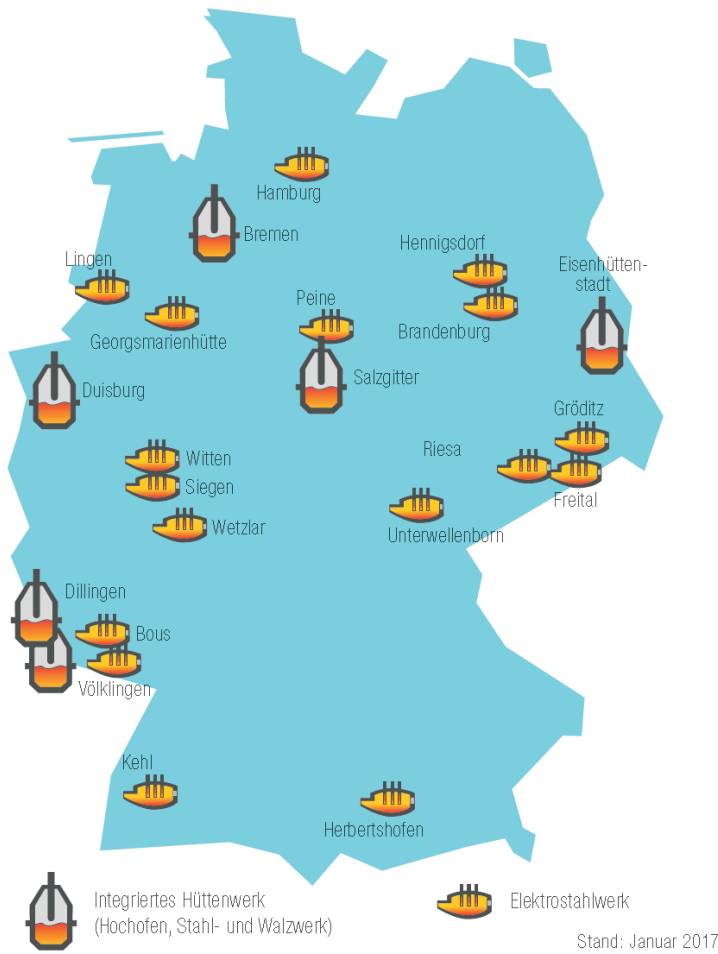 Hamburg
Bremen
Hennigsdorf
Lingen
Eisenhütten-
stadt
Peine
Georgsmarienhütte
Brandenburg
Salzgitter
Duisburg
Gröditz
Witten
Riesa
Siegen
Freital
Wetzlar
Unterwellenborn
Dillingen
Bous
Völklingen
Kehl
Herbertshofen
Integriertes Hüttenwerk
(Hochofen, Stahl- und Walzwerk)
Elektrostahlwerk
Stand: Januar 2017